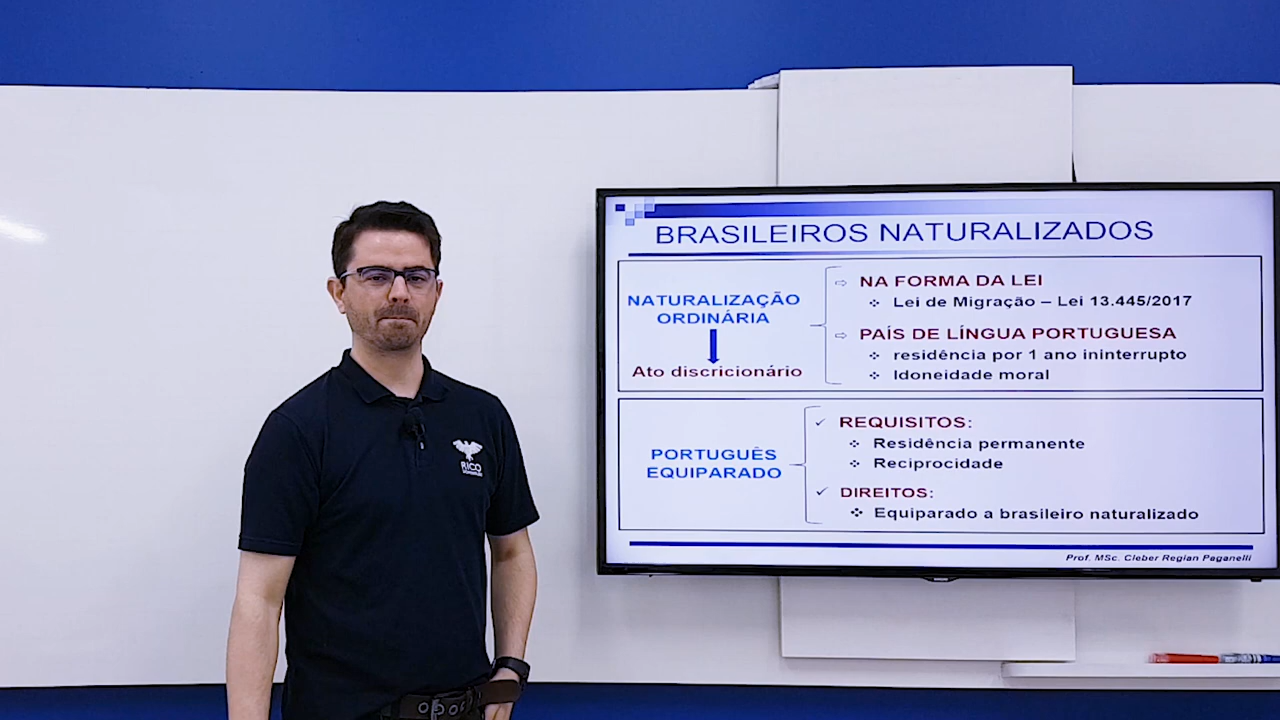 BRASILEIROS NATURALIZADOS
NATURALIZAÇÃO
ORDINÁRIA
Ato discricionário
NA FORMA DA LEI
Lei de Migração – Lei 13.445/2017
PAÍS DE LÍNGUA PORTUGUESA
residência por 1 ano ininterrupto
Idoneidade moral
PORTUGUÊS
EQUIPARADO
REQUISITOS:
Residência permanente
Reciprocidade
DIREITOS:
Equiparado a brasileiro naturalizado
Prof. MSc. Cleber Regian Paganelli
RICO